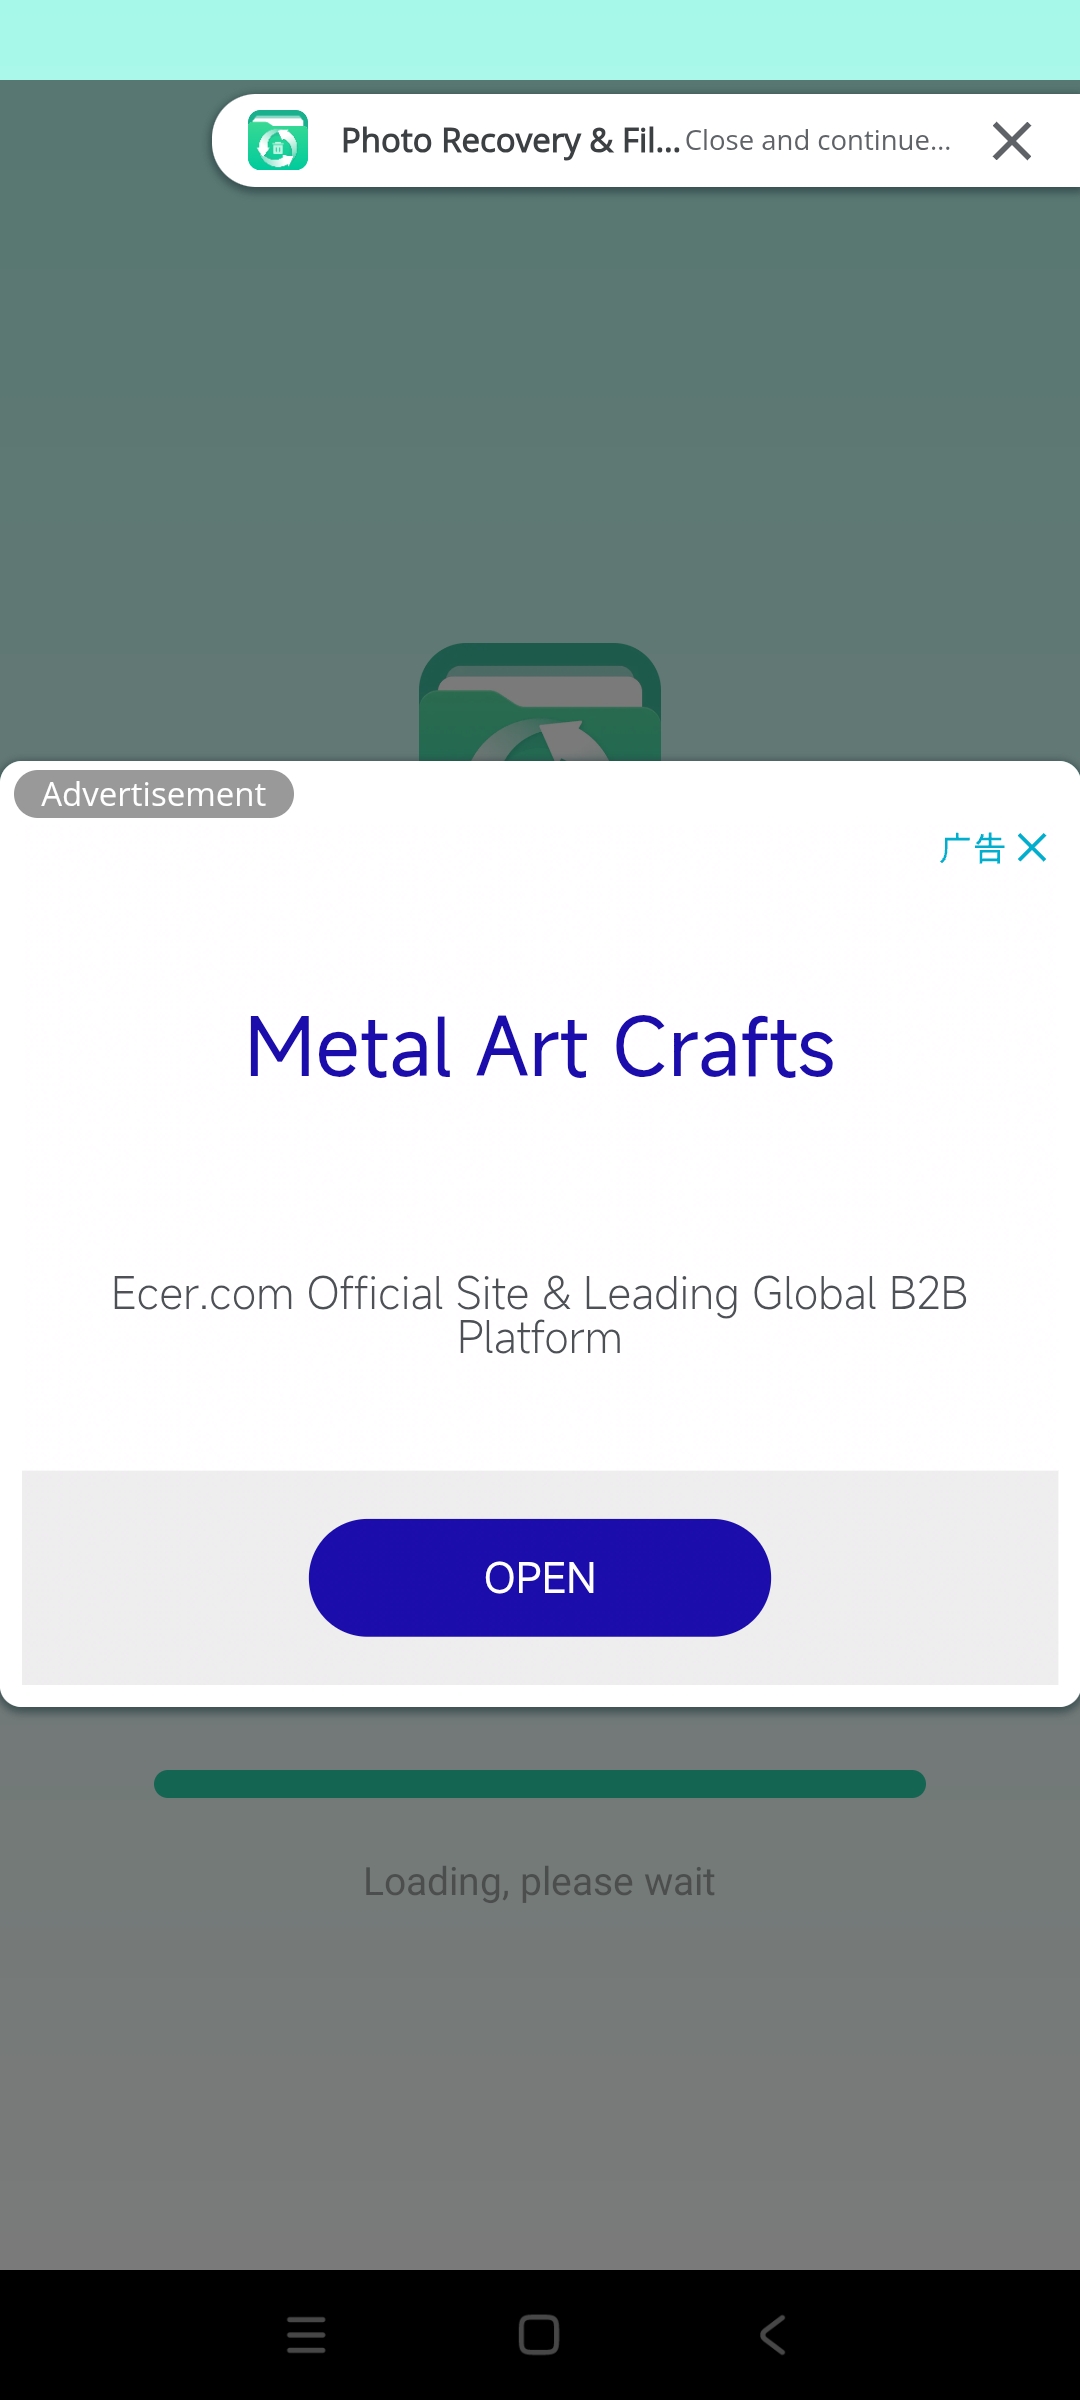 Photo Recovery & Fil... Close and continue...
Advertisement
广告
Metal Art Crafts
Ecer.com Official Site & Leading Global B2B
Platform
OPEN
Loading, please wait